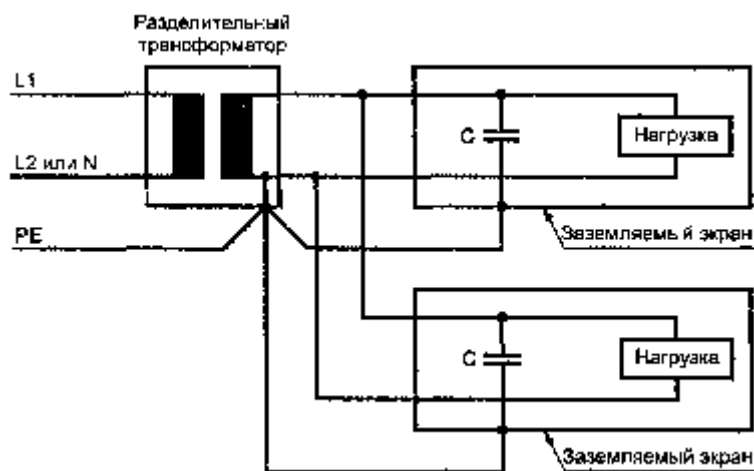 Разделительный
трансформатор
L1
L2 или N
PE
C
Нагрузка
Заземляемый экран
C
Нагрузка
Заземляемый экран